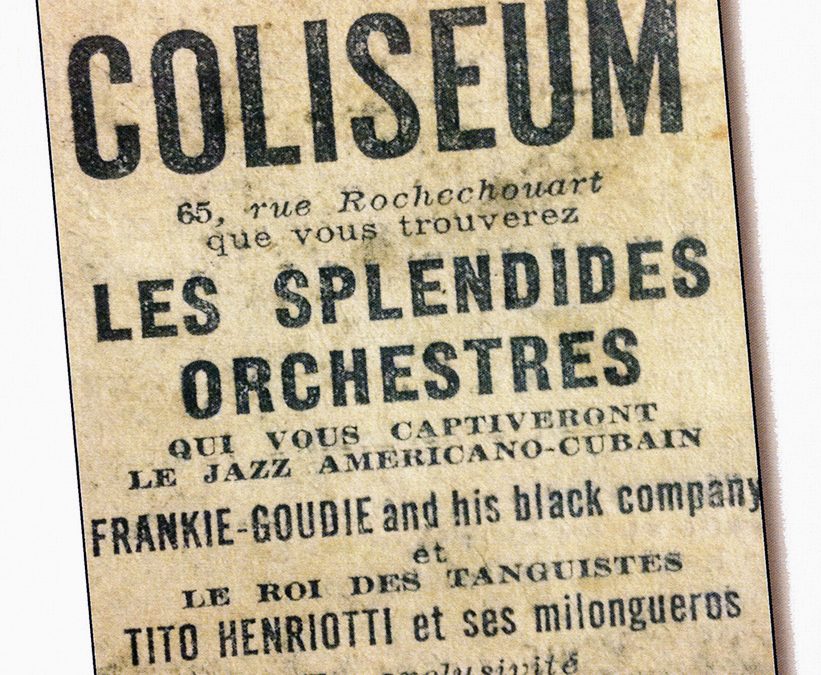 COLISEUM
65, rue Rochechouart
que vous trouverez
LES SPLENDIDES
ORCHESTRES
QUI VOUS CAPTIVERONT
LE JAZZ AMERICANO-CUBAIN
FRANKIE-GOUDIE and his black company
et
LE ROI DES TANGUISTES
TITO HENRIOTTI et ses milongueros
exclusivité